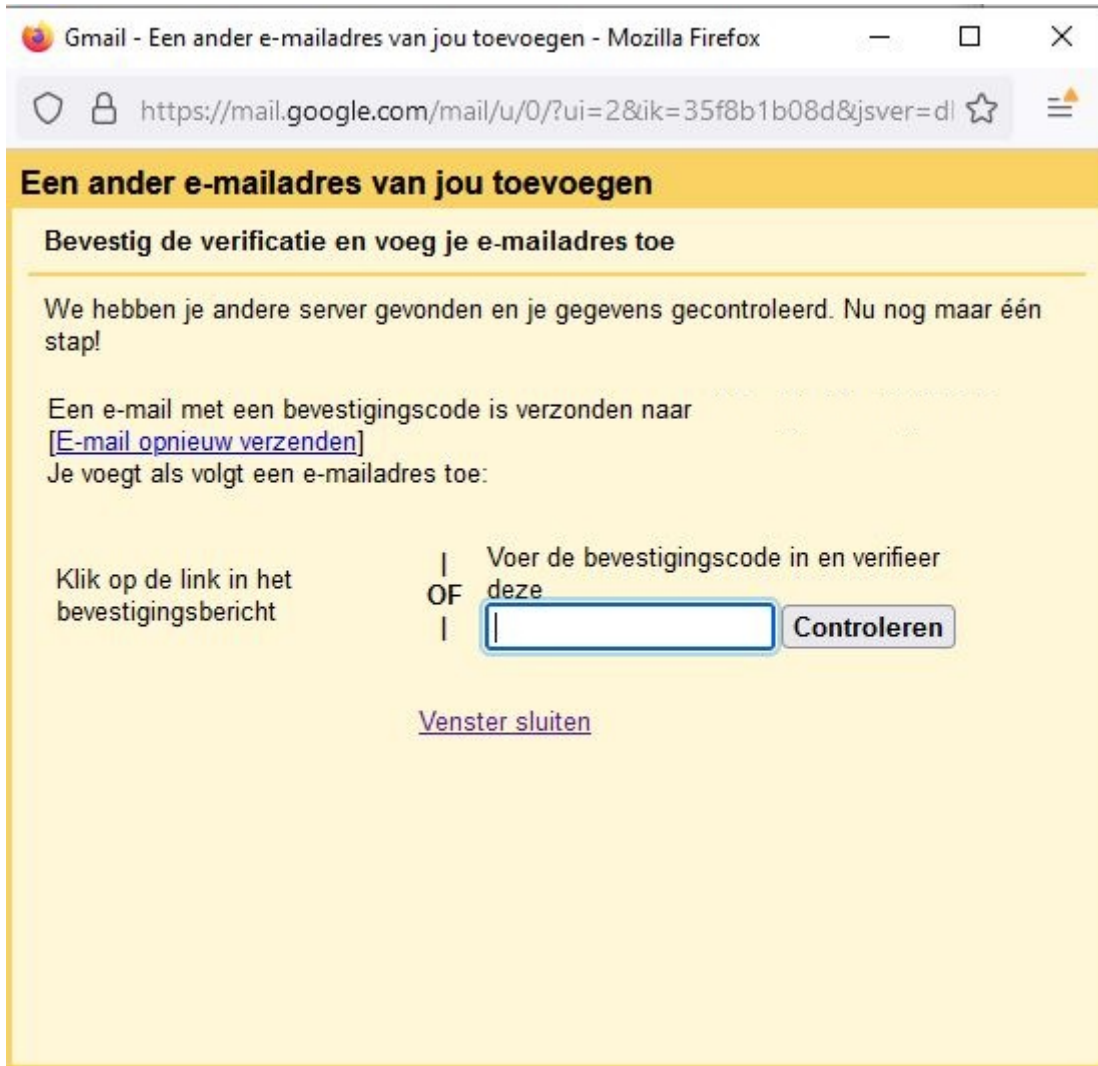 Gmail - Een ander e-mailadres van jou toevoegen - Mozilla Firefox
https://mail.google.com/mail/u/0/?ui=2&ik=35f8b1b08d&jsver=dl
Een ander e-mailadres van jou toevoegen
Bevestig de verificatie en voeg je e-mailadres toe
We hebben je andere server gevonden en je gegevens gecontroleerd. Nu nog maar één
stap!
Een e-mail met een bevestigingscode is verzonden naar
[E-mail opnieuw verzenden]
Je voegt als volgt een e-mailadres toe:
Klik op de link in het
bevestigingsbericht
|
OF
|
Voer de bevestigingscode in en verifieer
deze
Controleren
Venster sluiten